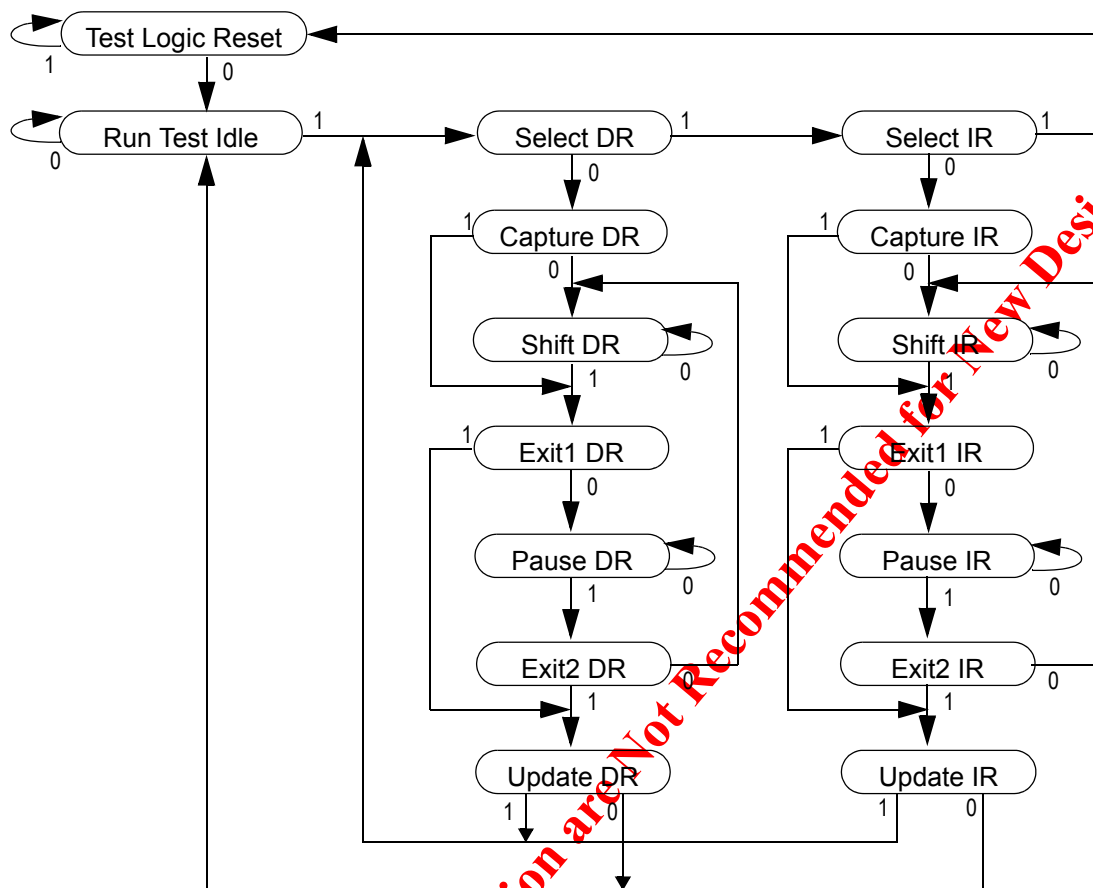 Test Logic Reset
1
0
Run Test Idle
1
Select DR
1
Select IR
1
0
0
0
1
Capture DR
1
Capture IR
0
0
Shift DR
Shift IR
0
0
1
1
1
Exit1 DR
1
Exit1 IR
0
0
Pause DR
Pause IR
0
0
1
1
Exit2 DR
Exit2 IR
0
0
1
1
Update DR
Update IR
1
0
1
0
ion are Not Recommended for New Desi